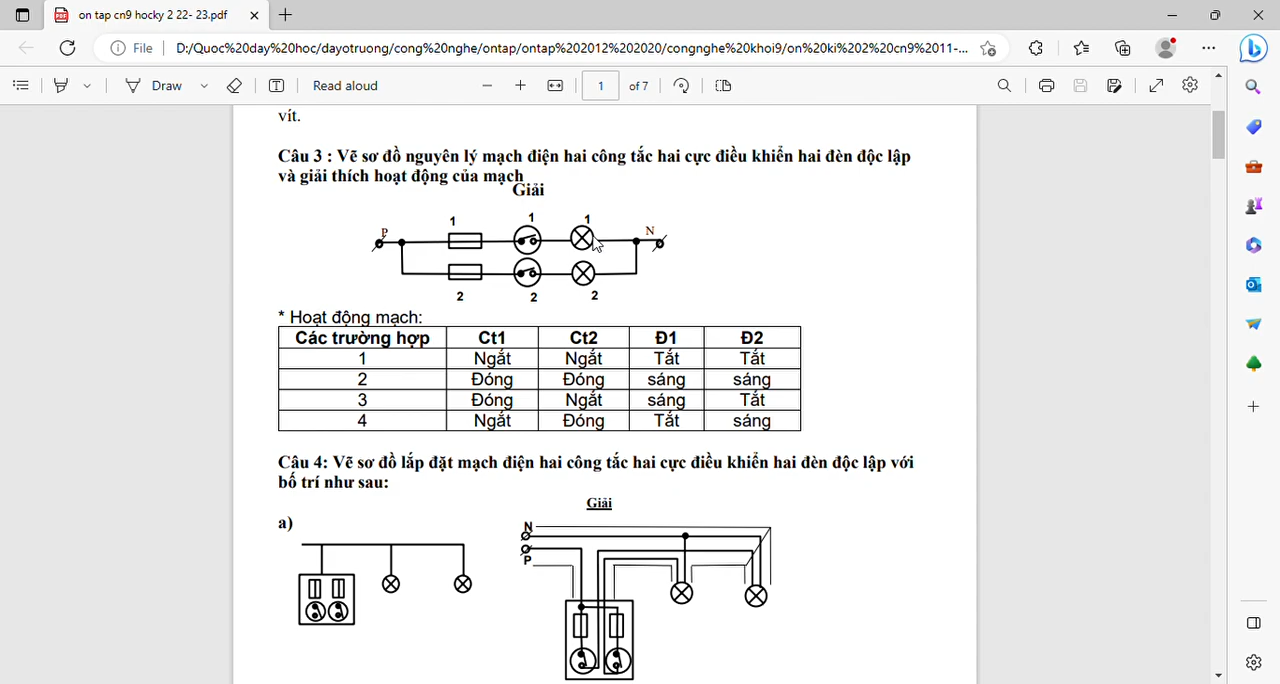 on tap cn9 hocky 2 22- 23.pdf
File
D:/Quoc%20day%20hoc/dayotruong/cong%20nghe/ontap/ontap%202012%202020/congnghe%20khoi9/on%20ki%202%20cn9%2011-...
Draw
Read aloud
1
of 7
vít.
Câu 3 : Vẽ sơ đồ nguyên lý mạch điện hai công tắc hai cực điều khiển hai đèn độc lập
và giải thích hoạt động của mạch
Giải
1 1 1
P N
2 2 2
* Hoạt động mạch:
Các trường hợp Ct1 Ct2 Đ1 Đ2
1 Ngắt Ngắt Tắt Tắt
2 Đóng Đóng sáng sáng
3 Đóng Ngắt sáng Tắt
4 Ngắt Đóng Tắt sáng
Câu 4: Vẽ sơ đồ lắp đặt mạch điện hai công tắc hai cực điều khiển hai đèn độc lập với
bố trí như sau:
Giải
a)
N
P